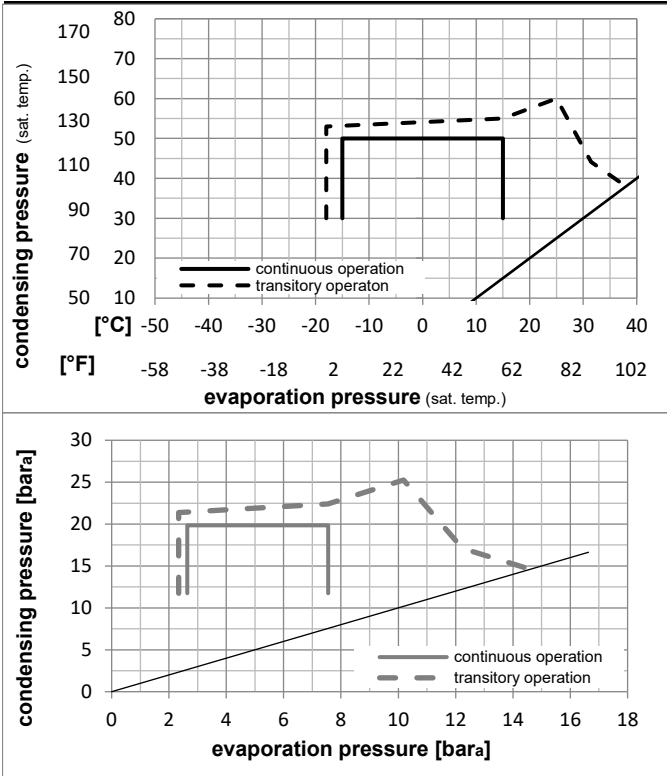 condensing pressure (sat. temp.)
170 80
150 70
130 60
50
110 40
90 30
70 20
50 10
continuous operation
transitory operaton
[°C] -50 -40 -30 -20 -10 0 10 20 30 40
[°F] -58 -38 -18 2 22 42 62 82 102
evaporation pressure (sat. temp.)
condensing pressure [bara]
30
25
20
15
10
5
0
continuous operation
transitory operation
0 2 4 6 8 10 12 14 16 18
evaporation pressure [bara]